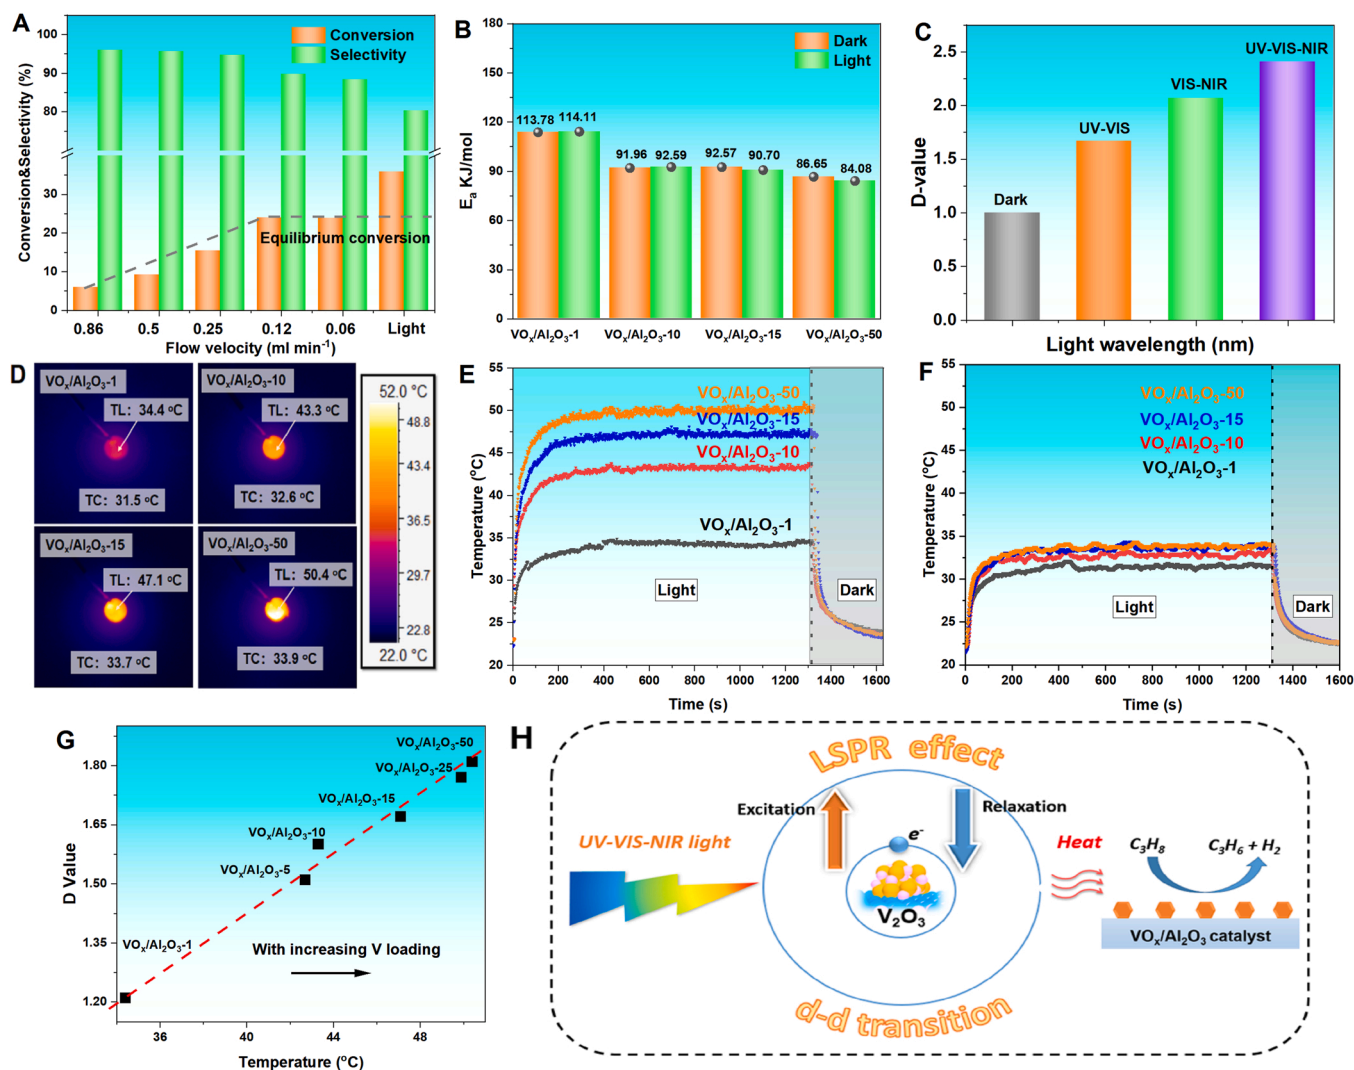 A
Conversion
Selectivity
Conversion&Selectivity (%)
100
90
80
30
20
10
0
Equilibrium conversion
0.86 0.5 0.25 0.12 0.06 Light
Flow velocity (ml min⁻¹)
B
Dark
Light
Eₐ KJ/mol
180
150
120
90
60
30
0
113.78 114.11
91.96 92.59
92.57 90.70
86.65 84.08
VOₓ/Al₂O₃-1 VOₓ/Al₂O₃-10 VOₓ/Al₂O₃-15 VOₓ/Al₂O₃-50
C
D-value
2.5
2.0
1.5
1.0
0.5
0.0
Dark
UV-VIS
VIS-NIR
UV-VIS-NIR
Light wavelength (nm)
D
VOₓ/Al₂O₃-1
TL: 34.4 °C
TC: 31.5 °C
VOₓ/Al₂O₃-10
TL: 43.3 °C
TC: 32.6 °C
VOₓ/Al₂O₃-15
TL: 47.1 °C
TC: 33.7 °C
VOₓ/Al₂O₃-50
TL: 50.4 °C
TC: 33.9 °C
52.0 °C
48.8
43.4
36.5
29.7
22.8
22.0 °C
E
Temperature (°C)
55
50
45
40
35
30
25
20
VOₓ/Al₂O₃-50
VOₓ/Al₂O₃-15
VOₓ/Al₂O₃-10
VOₓ/Al₂O₃-1
Light
Dark
0 200 400 600 800 1000 1200 1400 1600
Time (s)
F
Temperature (°C)
55
50
45
40
35
30
25
20
VOₓ/Al₂O₃-50
VOₓ/Al₂O₃-15
VOₓ/Al₂O₃-10
VOₓ/Al₂O₃-1
Light
Dark
0 200 400 600 800 1000 1200 1400 1600
Time (s)
G
D Value
1.80
1.65
1.50
1.35
1.20
VOₓ/Al₂O₃-50
VOₓ/Al₂O₃-25
VOₓ/Al₂O₃-15
VOₓ/Al₂O₃-10
VOₓ/Al₂O₃-5
VOₓ/Al₂O₃-1
With increasing V loading
36 40 44 48
Temperature (°C)
H
LSPR effect
Excitation
Relaxation
UV-VIS-NIR light
e⁻
V₂O₃
d-d transition
Heat
C₃H₈
C₃H₆ + H₂
VOₓ/Al₂O₃ catalyst